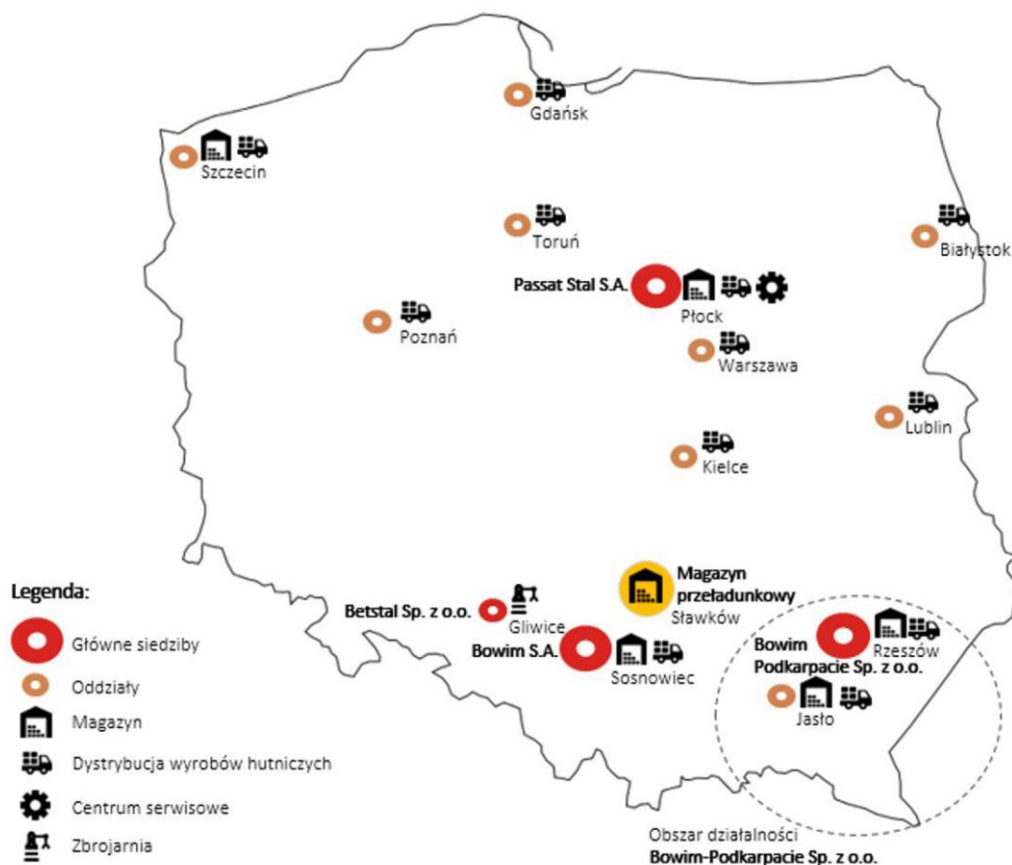 Gdańsk
Szczecin
Toruń
Białystok
Passat Stal S.A.
Płock
Poznań
Warszawa
Lublin
Kielce
Magazyn
przeładunkowy
Sławków
Betstal Sp. z o.o.
Gliwice
Bowim S.A.
Sosnowiec
Bowim
Podkarpacie Sp. z o.o.
Rzeszów
Jasło
Legenda:
Główne siedziby
Oddziały
Magazyn
Dystrybucja wyrobów hutniczych
Centrum serwisowe
Zbrojarnia
Obszar działalności
Bowim-Podkarpacie Sp. z o.o.